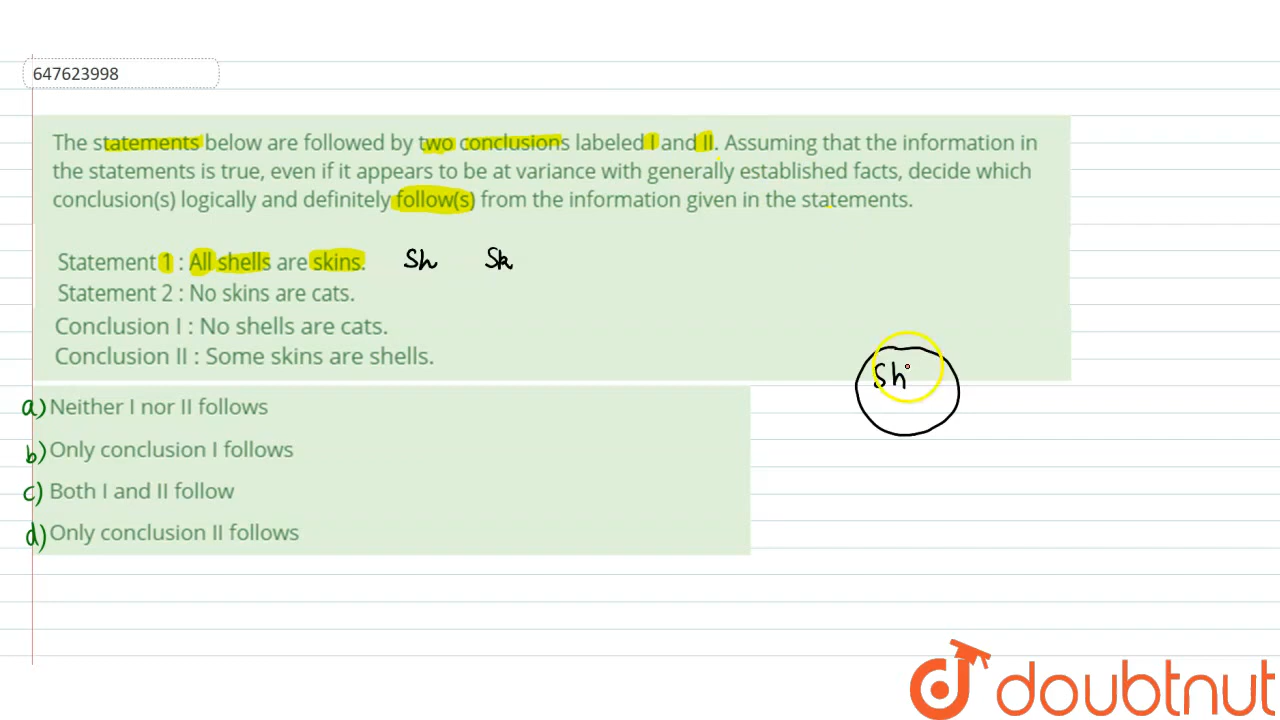 647623998
The statements below are followed by two conclusions labeled I and II. Assuming that the information in
the statements is true, even if it appears to be at variance with generally established facts, decide which
conclusion(s) logically and definitely follow(s) from the information given in the statements.
Statement 1 : All shells are skins. Sh Sk
Statement 2 : No skins are cats.
Conclusion I : No shells are cats.
Conclusion II : Some skins are shells.
Sh
a) Neither I nor II follows
b) Only conclusion I follows
c) Both I and II follow
d) Only conclusion II follows
doubtnut